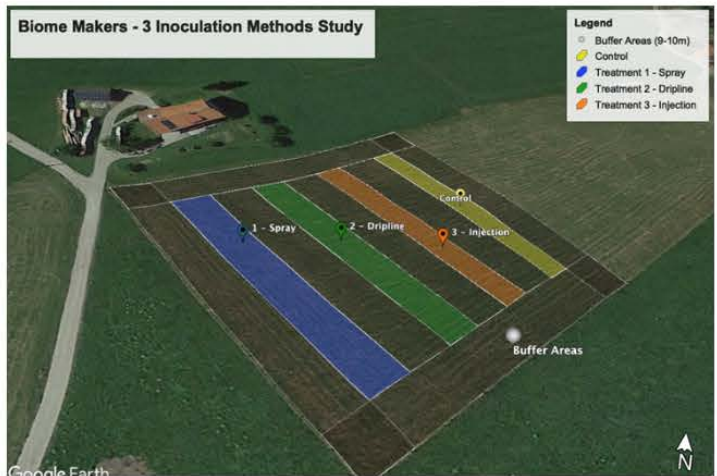 Biome Makers - 3 Inoculation Methods Study
Legend
Buffer Areas (9-10m)
Control
Treatment 1 - Spray
Treatment 2 - Dripline
Treatment 3 - Injection
Control
1 - Spray
2 - Dripline
3 - Injection
Buffer Areas
Google Earth
N